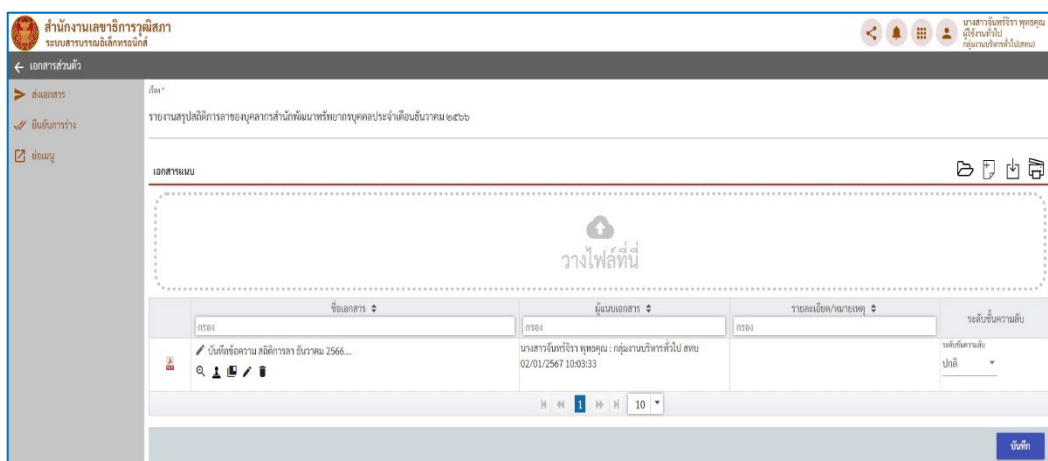 สำนักงานเลขาธิการวุฒิสภา
ระบบสารบรรณอิเล็กทรอนิกส์
นางสาวจันทร์จิรา พุทธคุณ
ผู้ใช้งานทั่วไป
กลุ่มงานบริหารทั่วไป(สทบ)
เอกสารส่วนตัว
ส่งเอกสาร
ยืนยันการร่าง
ย่อเมนู
เรื่อง *
รายงานสรุปสถิติการลาของบุคลากรสำนักพัฒนาทรัพยากรบุคคลประจำเดือนธันวาคม ๒๕๖๖
เอกสารแนบ
วางไฟล์ที่นี่
ชื่อเอกสาร ผู้แนบเอกสาร รายละเอียด/หมายเหตุ ระดับชั้นความลับ
กรอง กรอง กรอง
บันทึกข้อความ สถิติการลา ธันวาคม 2566....
นางสาวจันทร์จิรา พุทธคุณ : กลุ่มงานบริหารทั่วไป สทบ
02/01/2567 10:03:33
ระดับชั้นความลับ
ปกติ
1 10
บันทึก